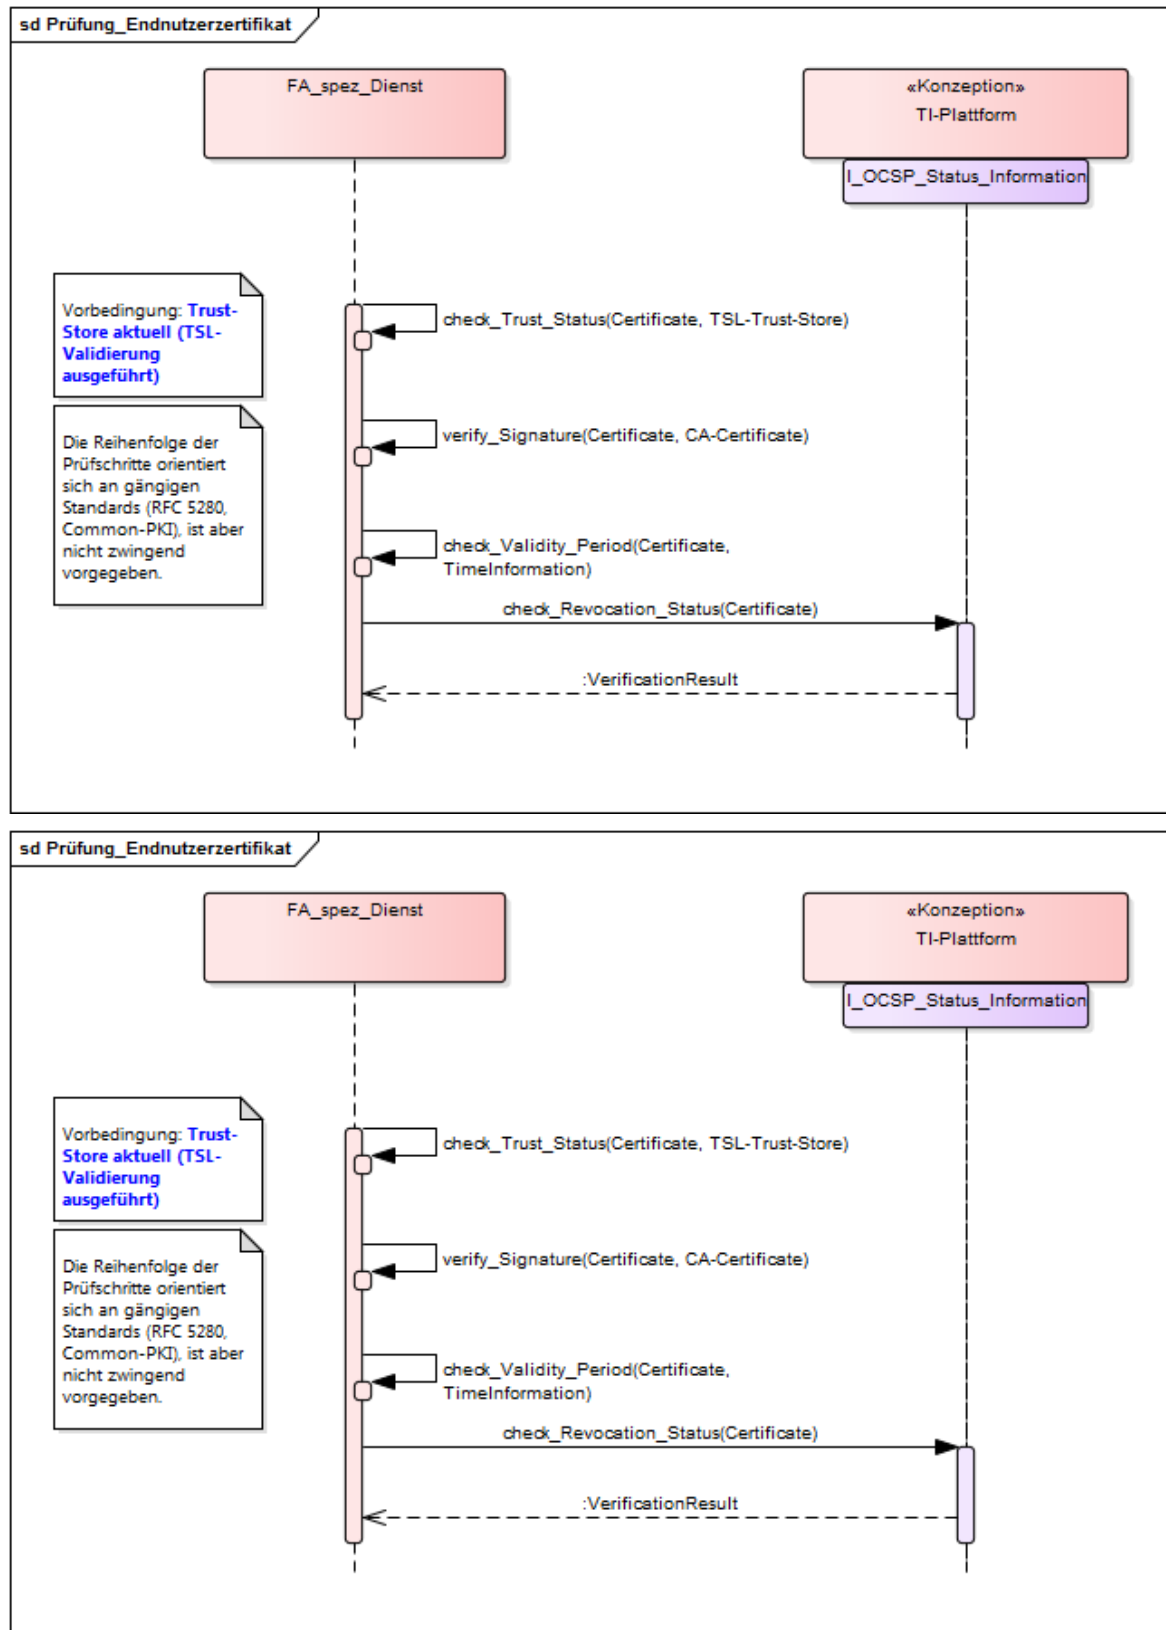 sd Prüfung_Endnutzerzertifikat
FA_spez_Dienst
«Konzeption»
TI-Plattform
I_OCSP_Status_Information
Vorbedingung: Trust-
Store aktuell (TSL-
Validierung
ausgeführt)
check_Trust_Status(Certificate, TSL-Trust-Store)
Die Reihenfolge der
Prüfschritte orientiert
sich an gängigen
Standards (RFC 5280,
Common-PKI), ist aber
nicht zwingend
vorgegeben.
verify_Signature(Certificate, CA-Certificate)
check_Validity_Period(Certificate,
TimeInformation)
check_Revocation_Status(Certificate)
:VerificationResult
sd Prüfung_Endnutzerzertifikat
FA_spez_Dienst
«Konzeption»
TI-Plattform
I_OCSP_Status_Information
Vorbedingung: Trust-
Store aktuell (TSL-
Validierung
ausgeführt)
check_Trust_Status(Certificate, TSL-Trust-Store)
Die Reihenfolge der
Prüfschritte orientiert
sich an gängigen
Standards (RFC 5280,
Common-PKI), ist aber
nicht zwingend
vorgegeben.
verify_Signature(Certificate, CA-Certificate)
check_Validity_Period(Certificate,
TimeInformation)
check_Revocation_Status(Certificate)
:VerificationResult